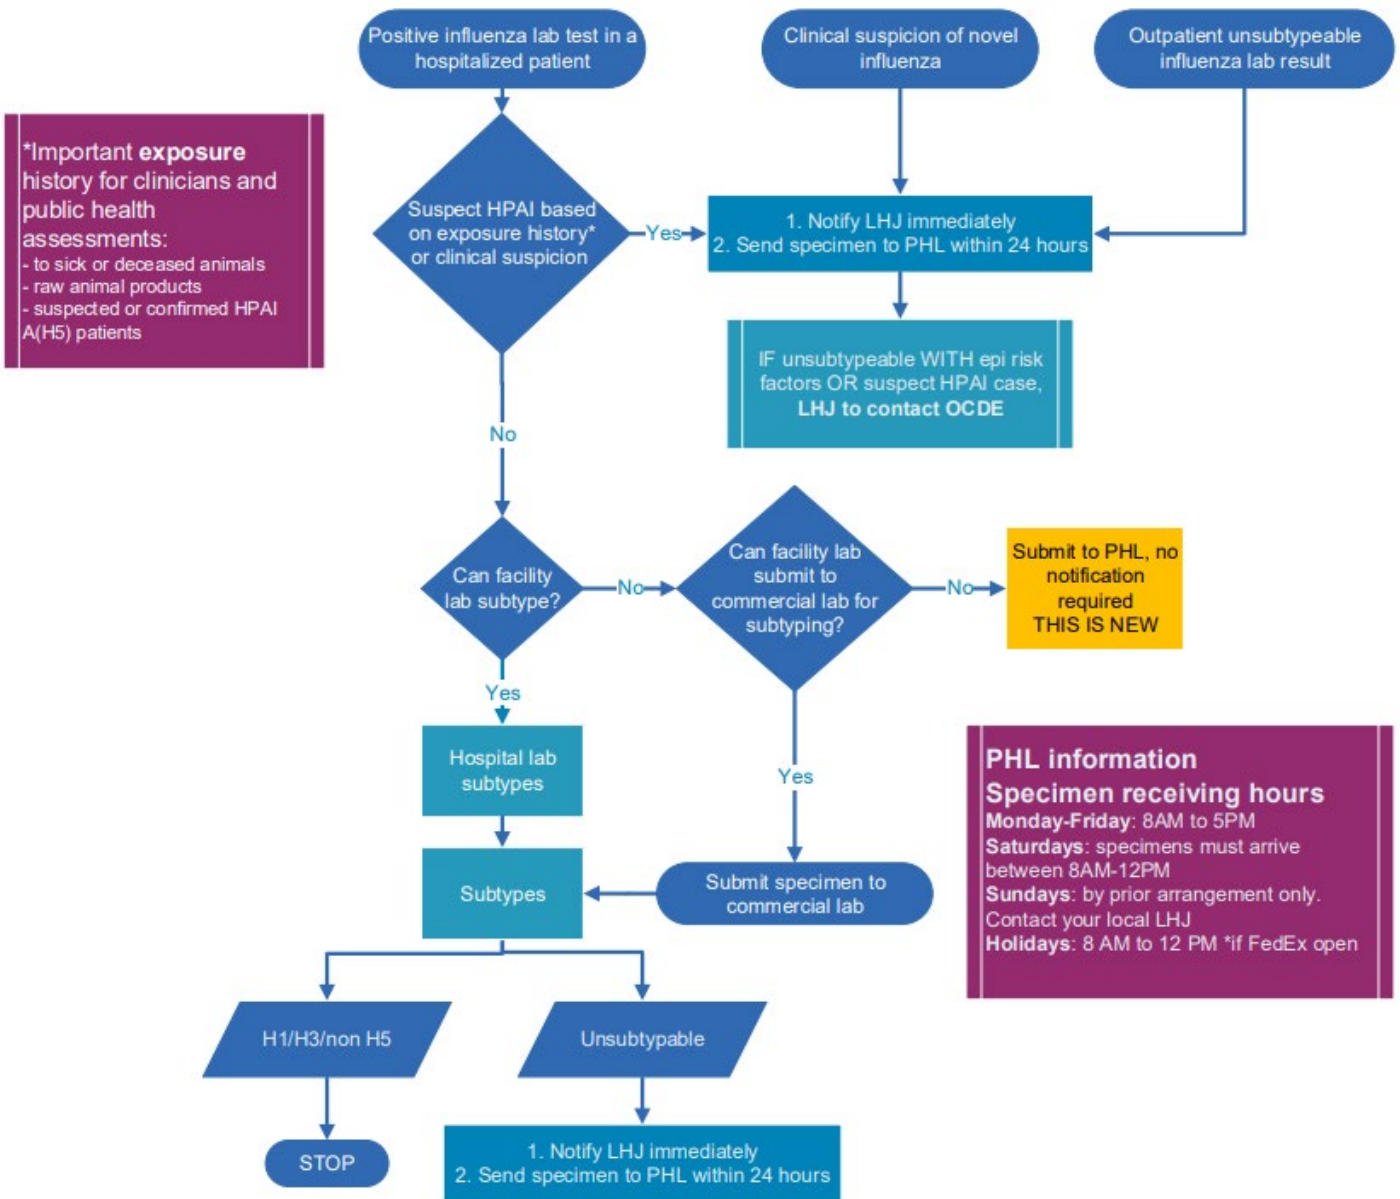 Positive influenza lab test in a
hospitalized patient
Clinical suspicion of novel
influenza
Outpatient unsubtypeable
influenza lab result
*Important exposure
history for clinicians and
public health
assessments:
- to sick or deceased animals
- raw animal products
- suspected or confirmed HPAI
A(H5) patients
Suspect HPAI based
on exposure history*
or clinical suspicion
Yes
1. Notify LHJ immediately
2. Send specimen to PHL within 24 hours
IF unsubtypeable WITH epi risk
factors OR suspect HPAI case,
LHJ to contact OCDE
No
Can facility
lab subtype?
No
Can facility lab
submit to
commercial lab for
subtyping?
No
Submit to PHL, no
notification
required
THIS IS NEW
Yes
Hospital lab
subtypes
Yes
Subtypes
Submit specimen to
commercial lab
PHL information
Specimen receiving hours
Monday-Friday: 8AM to 5PM
Saturdays: specimens must arrive
between 8AM-12PM
Sundays: by prior arrangement only.
Contact your local LHJ
Holidays: 8 AM to 12 PM *if FedEx open
H1/H3/non H5
Unsubtypable
STOP
1. Notify LHJ immediately
2. Send specimen to PHL within 24 hours